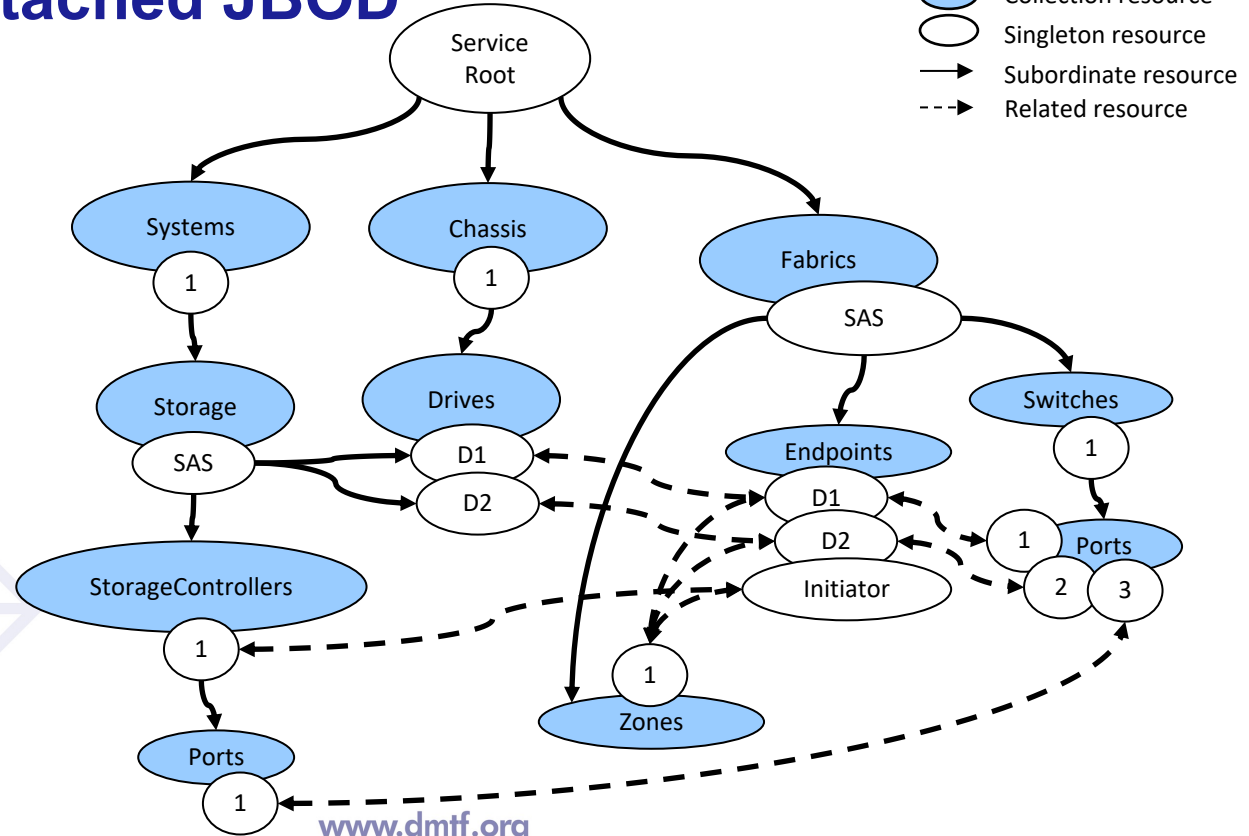 tached JBOD
Collection resource
Singleton resource
Subordinate resource
Related resource
Service
Root
Systems
1
Chassis
1
Fabrics
SAS
Storage
SAS
Drives
D1
D2
Switches
1
Endpoints
D1
D2
Initiator
Ports
1
2
3
StorageControllers
1
1
Zones
Ports
1
www.dmtf.org